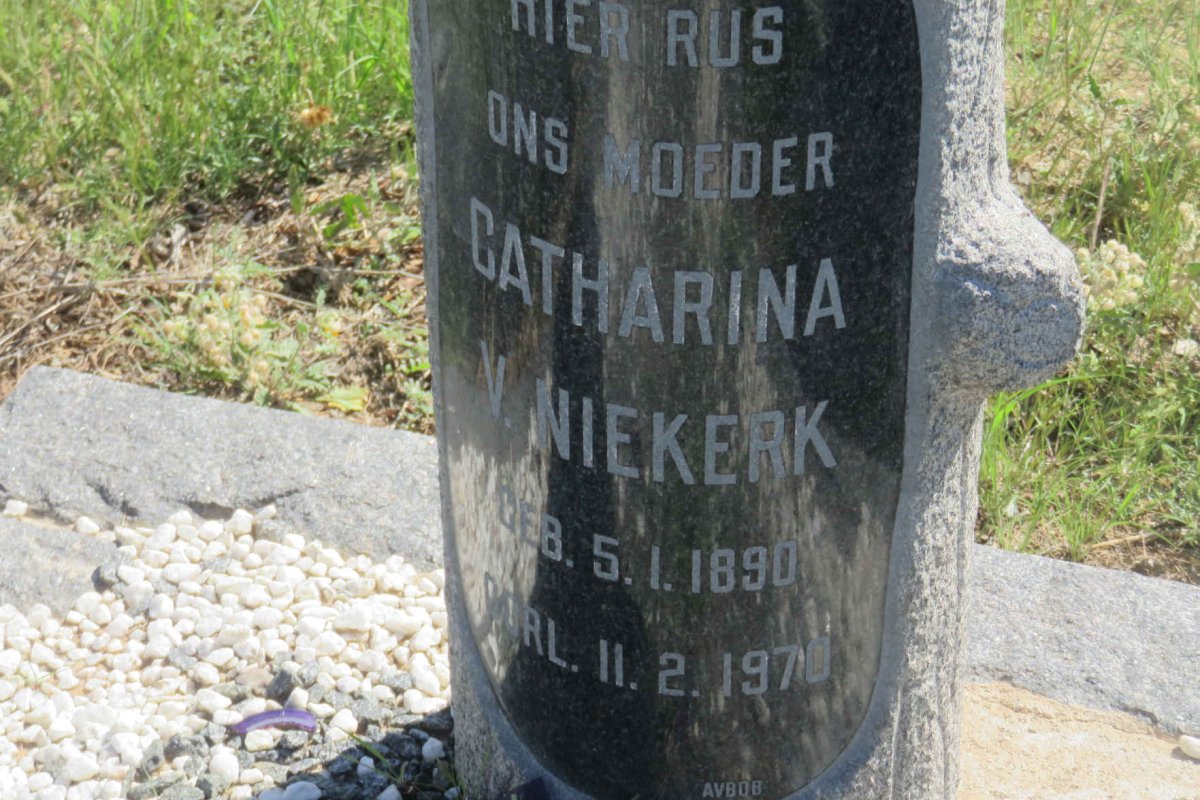 HIER RUS
ONS MOEDER
CATHARINA
V. NIEKERK
GEB. 5. 1. 1890
OORL. 11. 2. 1970
AVBOB